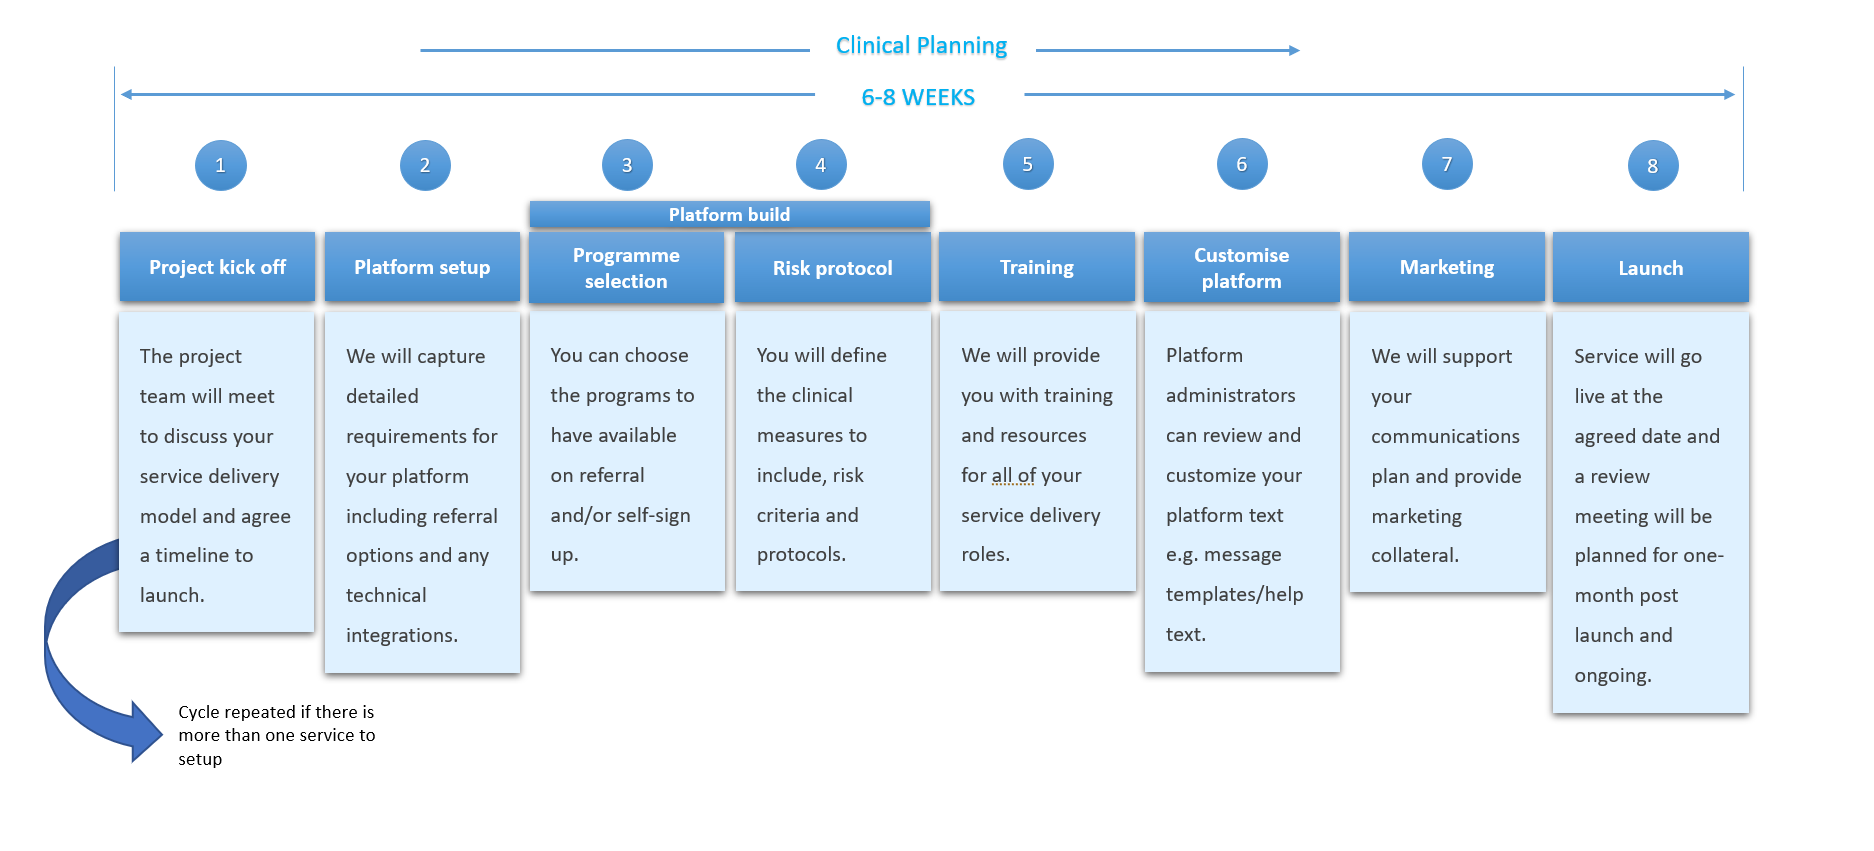 Clinical Planning
6-8 WEEKS
1
2
3
4
5
6
7
8
Platform build
Project kick off
Platform setup
Programme
selection
Risk protocol
Training
Customise
platform
Marketing
Launch
The project
team will meet
to discuss your
service delivery
model and agree
a timeline to
launch.
We will capture
detailed
requirements for
your platform
including referral
options and any
technical
integrations.
You can choose
the programs to
have available
on referral
and/or self-sign
up.
You will define
the clinical
measures to
include, risk
criteria and
protocols.
We will provide
you with training
and resources
for all of your
service delivery
roles.
Platform
administrators
can review and
customize your
platform text
e.g. message
templates/help
text.
We will support
your
communications
plan and provide
marketing
collateral.
Service will go
live at the
agreed date and
a review
meeting will be
planned for one-
month post
launch and
ongoing.
Cycle repeated if there is
more than one service to
setup